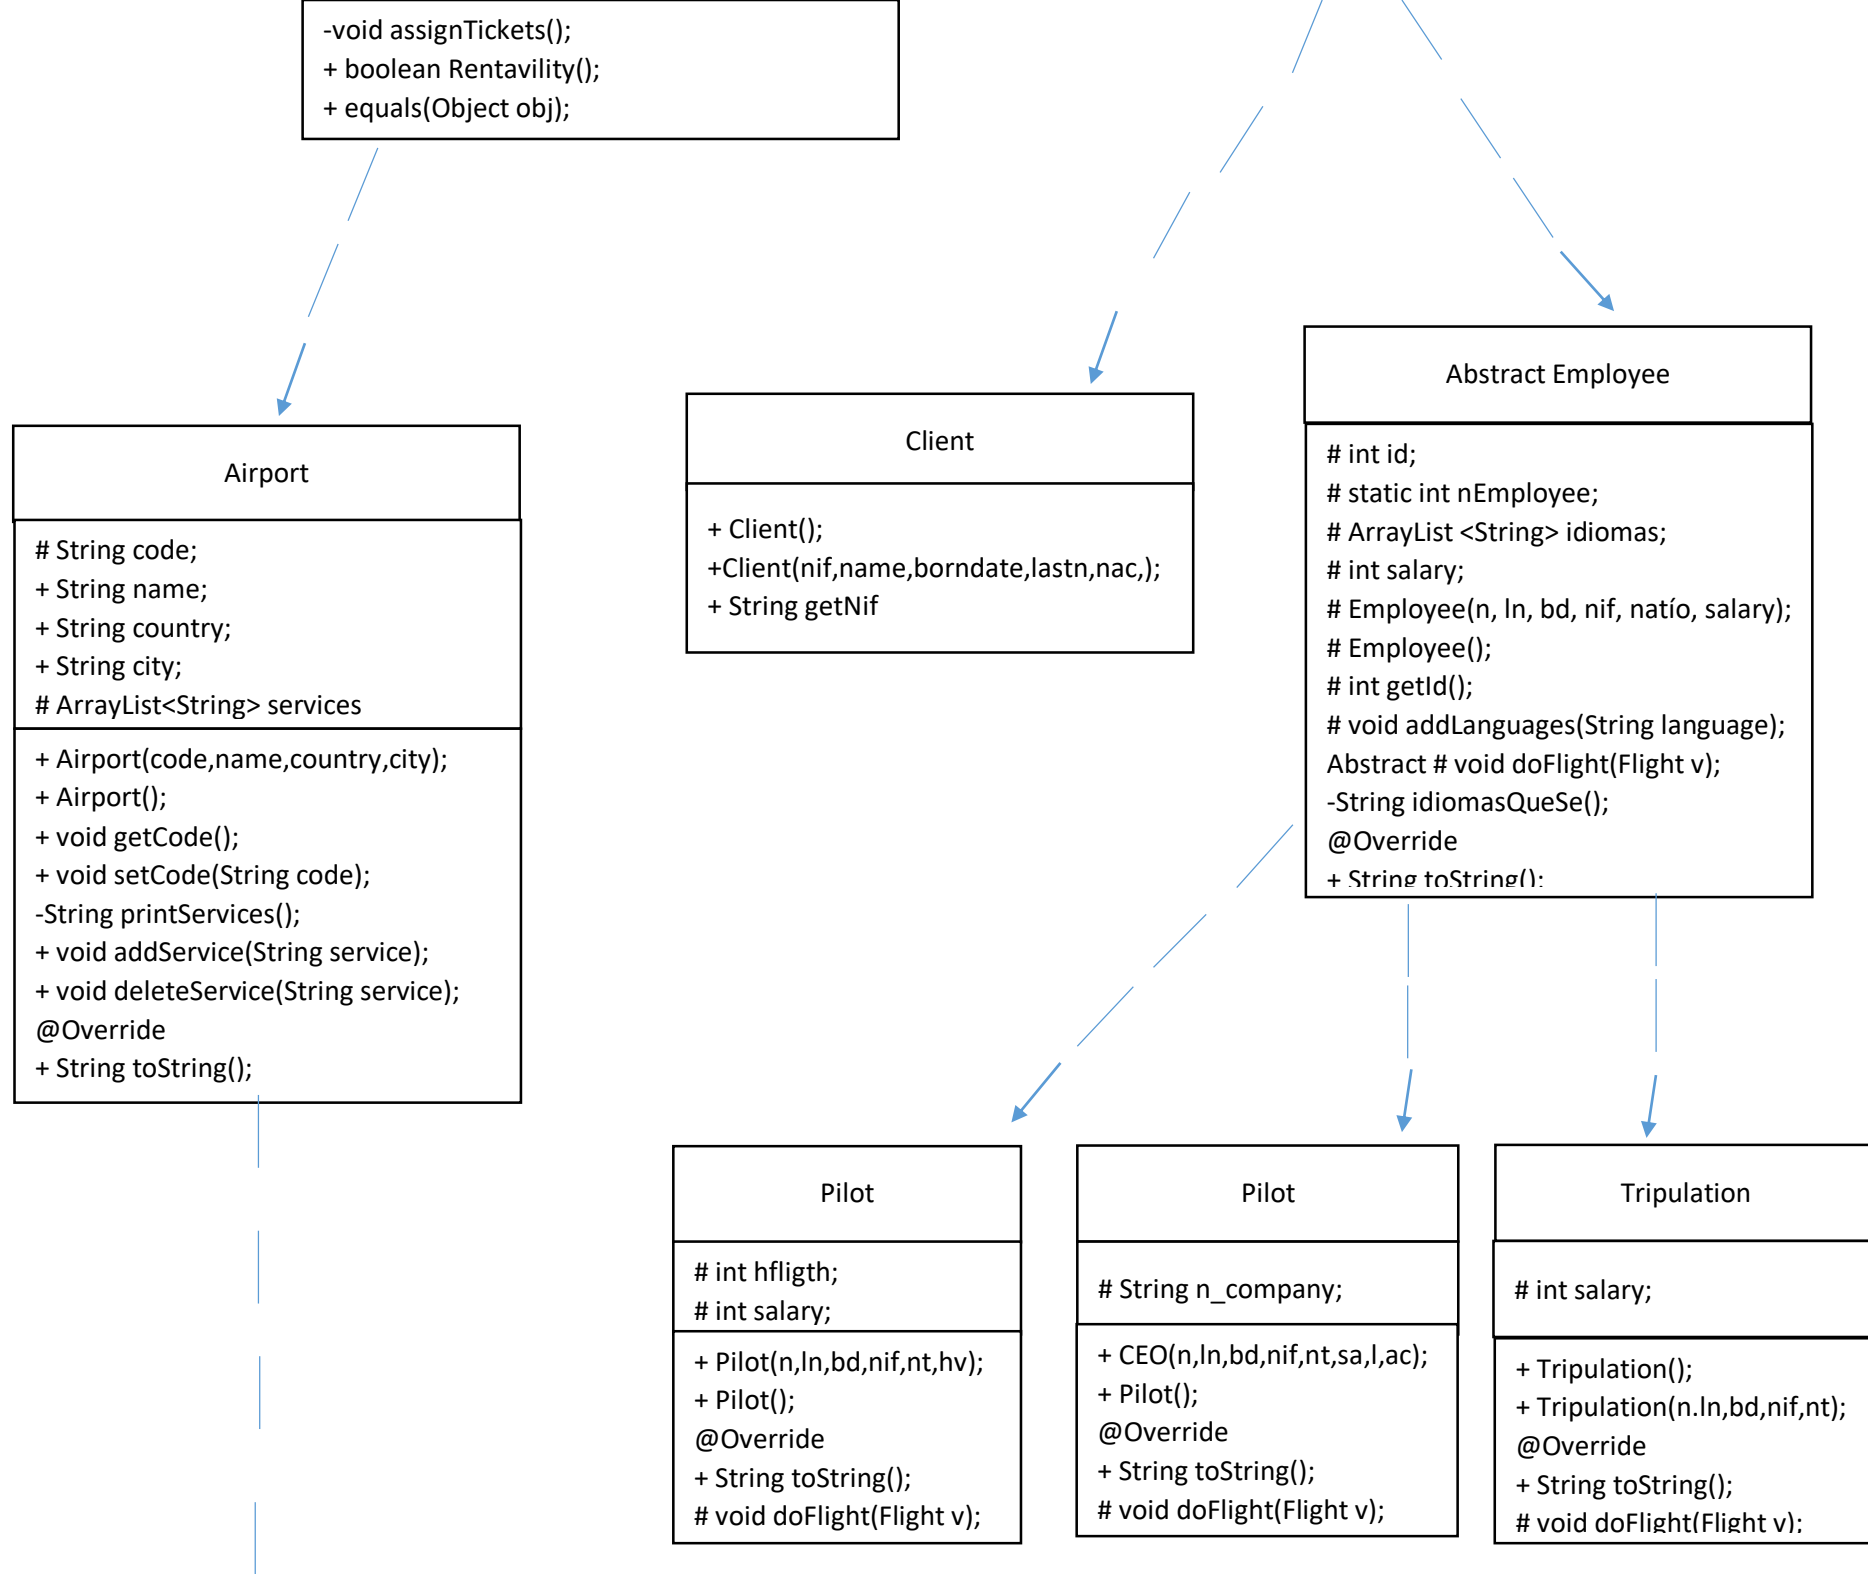 -void assignTickets();
+ boolean Rentavility();
+ equals(Object obj);
Airport
# String code;
+ String name;
+ String country;
+ String city;
# ArrayList<String> services
+ Airport(code,name,country,city);
+ Airport();
+ void getCode();
+ void setCode(String code);
-String printServices();
+ void addService(String service);
+ void deleteService(String service);
@Override
+ String toString();
Client
+ Client();
+Client(nif,name,borndate,lastn,nac,);
+ String getNif
Abstract Employee
# int id;
# static int nEmployee;
# ArrayList <String> idiomas;
# int salary;
# Employee(n, ln, bd, nif, natío, salary);
# Employee();
# int getId();
# void addLanguages(String language);
Abstract # void doFlight(Flight v);
-String idiomasQueSe();
@Override
+ String toString();
Pilot
# int hfligth;
# int salary;
+ Pilot(n,ln,bd,nif,nt,hv);
+ Pilot();
@Override
+ String toString();
# void doFlight(Flight v);
Pilot
# String n_company;
+ CEO(n,ln,bd,nif,nt,sa,l,ac);
+ Pilot();
@Override
+ String toString();
# void doFlight(Flight v);
Tripulation
# int salary;
+ Tripulation();
+ Tripulation(n.ln,bd,nif,nt);
@Override
+ String toString();
# void doFlight(Flight v);